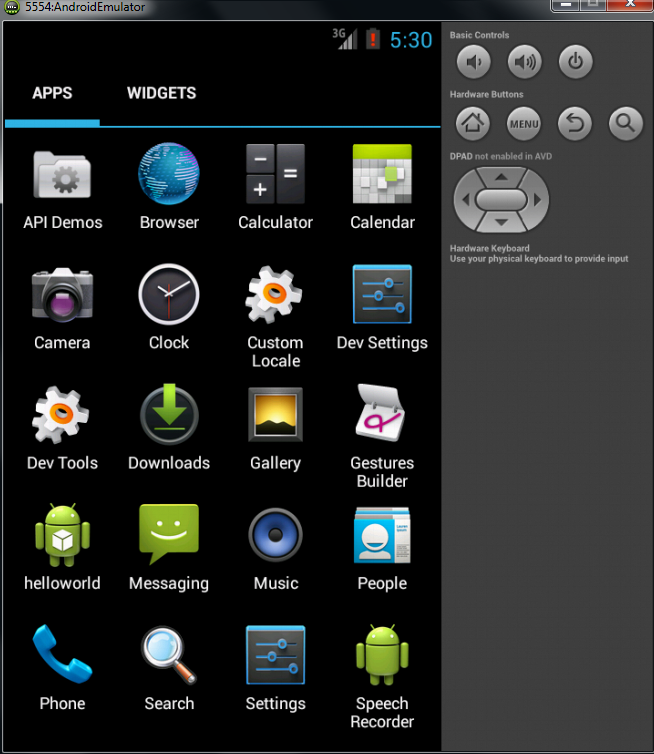 5554:AndroidEmulator
3G
5:30
APPS
WIDGETS
API Demos
Browser
Calculator
Calendar
Camera
Clock
Custom
Locale
Dev Settings
Dev Tools
Downloads
Gallery
Gestures
Builder
helloworld
Messaging
Music
People
Phone
Search
Settings
Speech
Recorder
Basic Controls
Hardware Buttons
MENU
DPAD not enabled in AVD
Hardware Keyboard
Use your physical keyboard to provide input